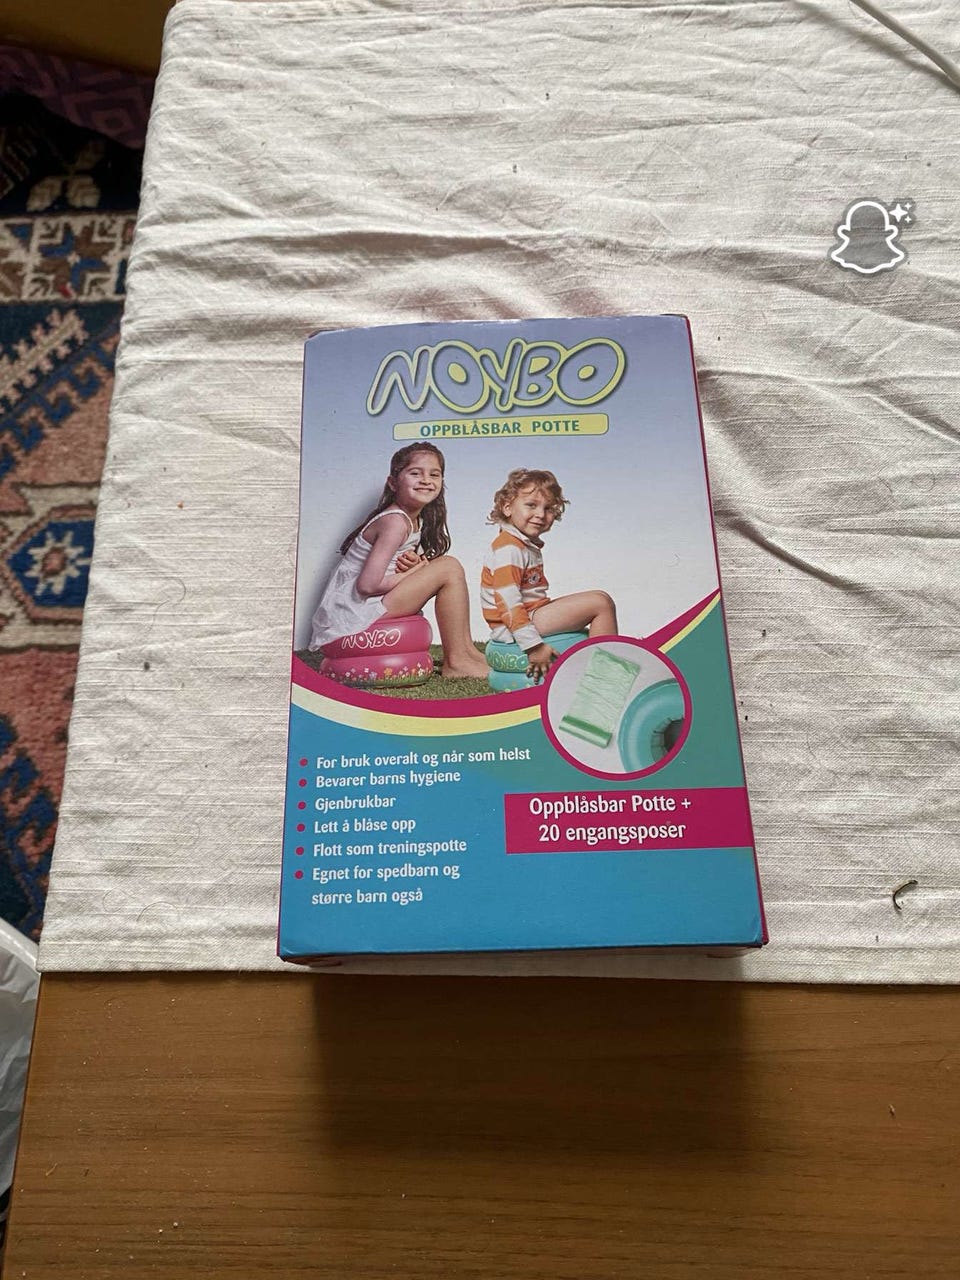 NOYBO
OPPBLÅSBAR POTTE
NOYBO
NOYBO
For bruk overalt og når som helst
Bevarer barns hygiene
Gjenbrukbar
Lett å blåse opp
Flott som treningspotte
Egnet for spedbarn og
større barn også
Oppblåsbar Potte +
20 engangsposer